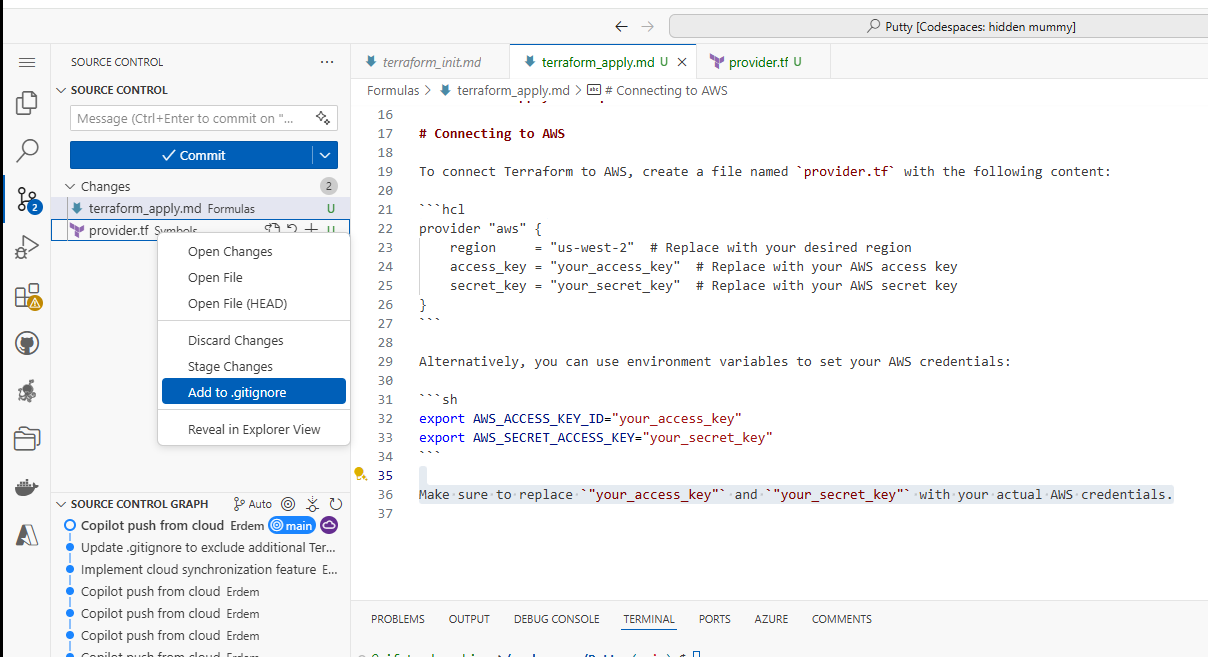 Putty [Codespaces: hidden mummy]
SOURCE CONTROL
SOURCE CONTROL
Message (Ctrl+Enter to commit on "...
Commit
Changes 2
terraform_apply.md Formulas U
provider.tf Symbols U
2
Open Changes
Open File
Open File (HEAD)
Discard Changes
Stage Changes
Add to .gitignore
Reveal in Explorer View
SOURCE CONTROL GRAPH Auto
Copilot push from cloud Erdem main
Update .gitignore to exclude additional Ter...
Implement cloud synchronization feature E...
Copilot push from cloud Erdem
Copilot push from cloud Erdem
Copilot push from cloud Erdem
Copilot push from cloud Erdem
terraform_init.md
terraform_apply.md U
provider.tf U
Formulas > terraform_apply.md > abc # Connecting to AWS
16
17 # Connecting to AWS
18
19 To connect Terraform to AWS, create a file named `provider.tf` with the following content:
20
21 ```hcl
22 provider "aws" {
23 region = "us-west-2" # Replace with your desired region
24 access_key = "your_access_key" # Replace with your AWS access key
25 secret_key = "your_secret_key" # Replace with your AWS secret key
26 }
27 ```
28
29 Alternatively, you can use environment variables to set your AWS credentials:
30
31 ```sh
32 export AWS_ACCESS_KEY_ID="your_access_key"
33 export AWS_SECRET_ACCESS_KEY="your_secret_key"
34 ```
35
36 Make sure to replace `"your_access_key"` and `"your_secret_key"` with your actual AWS credentials.
37
PROBLEMS OUTPUT DEBUG CONSOLE TERMINAL PORTS AZURE COMMENTS